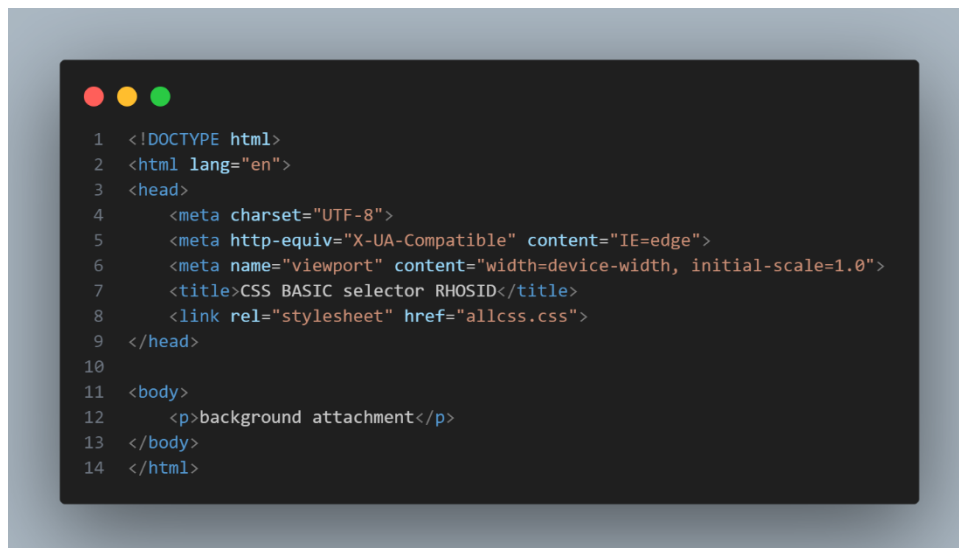 1 <!DOCTYPE html>
2 <html lang="en">
3 <head>
4     <meta charset="UTF-8">
5     <meta http-equiv="X-UA-Compatible" content="IE=edge">
6     <meta name="viewport" content="width=device-width, initial-scale=1.0">
7     <title>CSS BASIC selector RHOSID</title>
8     <link rel="stylesheet" href="allcss.css">
9 </head>
10
11 <body>
12     <p>background attachment</p>
13 </body>
14 </html>